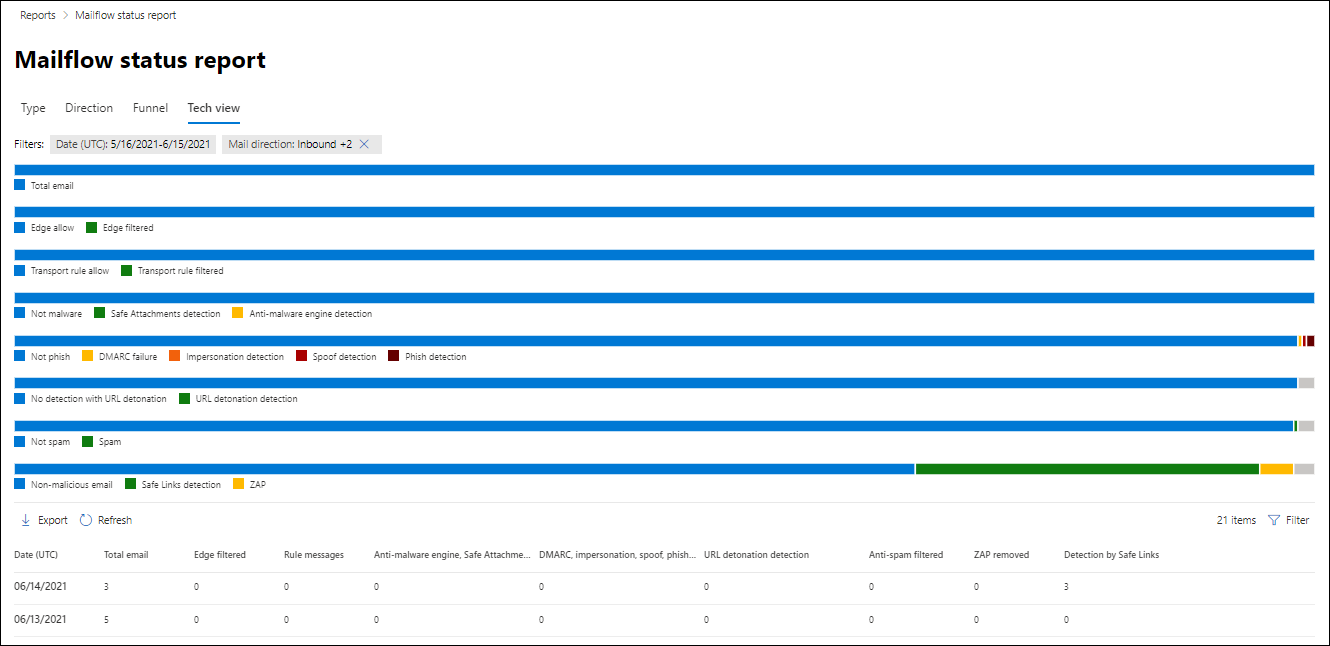 Reports > Mailflow status report
Mailflow status report
Type Direction Funnel Tech view
Filters: Date (UTC): 5/16/2021-6/15/2021 Mail direction: Inbound +2
Total email
Edge allow Edge filtered
Transport rule allow Transport rule filtered
Not malware Safe Attachments detection Anti-malware engine detection
Not phish DMARC failure Impersonation detection Spoof detection Phish detection
No detection with URL detonation URL detonation detection
Not spam Spam
Non-malicious email Safe Links detection ZAP
Export Refresh 21 items Filter
Date (UTC) Total email Edge filtered Rule messages Anti-malware engine, Safe Attachme... DMARC, impersonation, spoof, phish... URL detonation detection Anti-spam filtered ZAP removed Detection by Safe Links
06/14/2021 3 0 0 0 0 0 0 0 3
06/13/2021 5 0 0 0 0 0 0 0 0